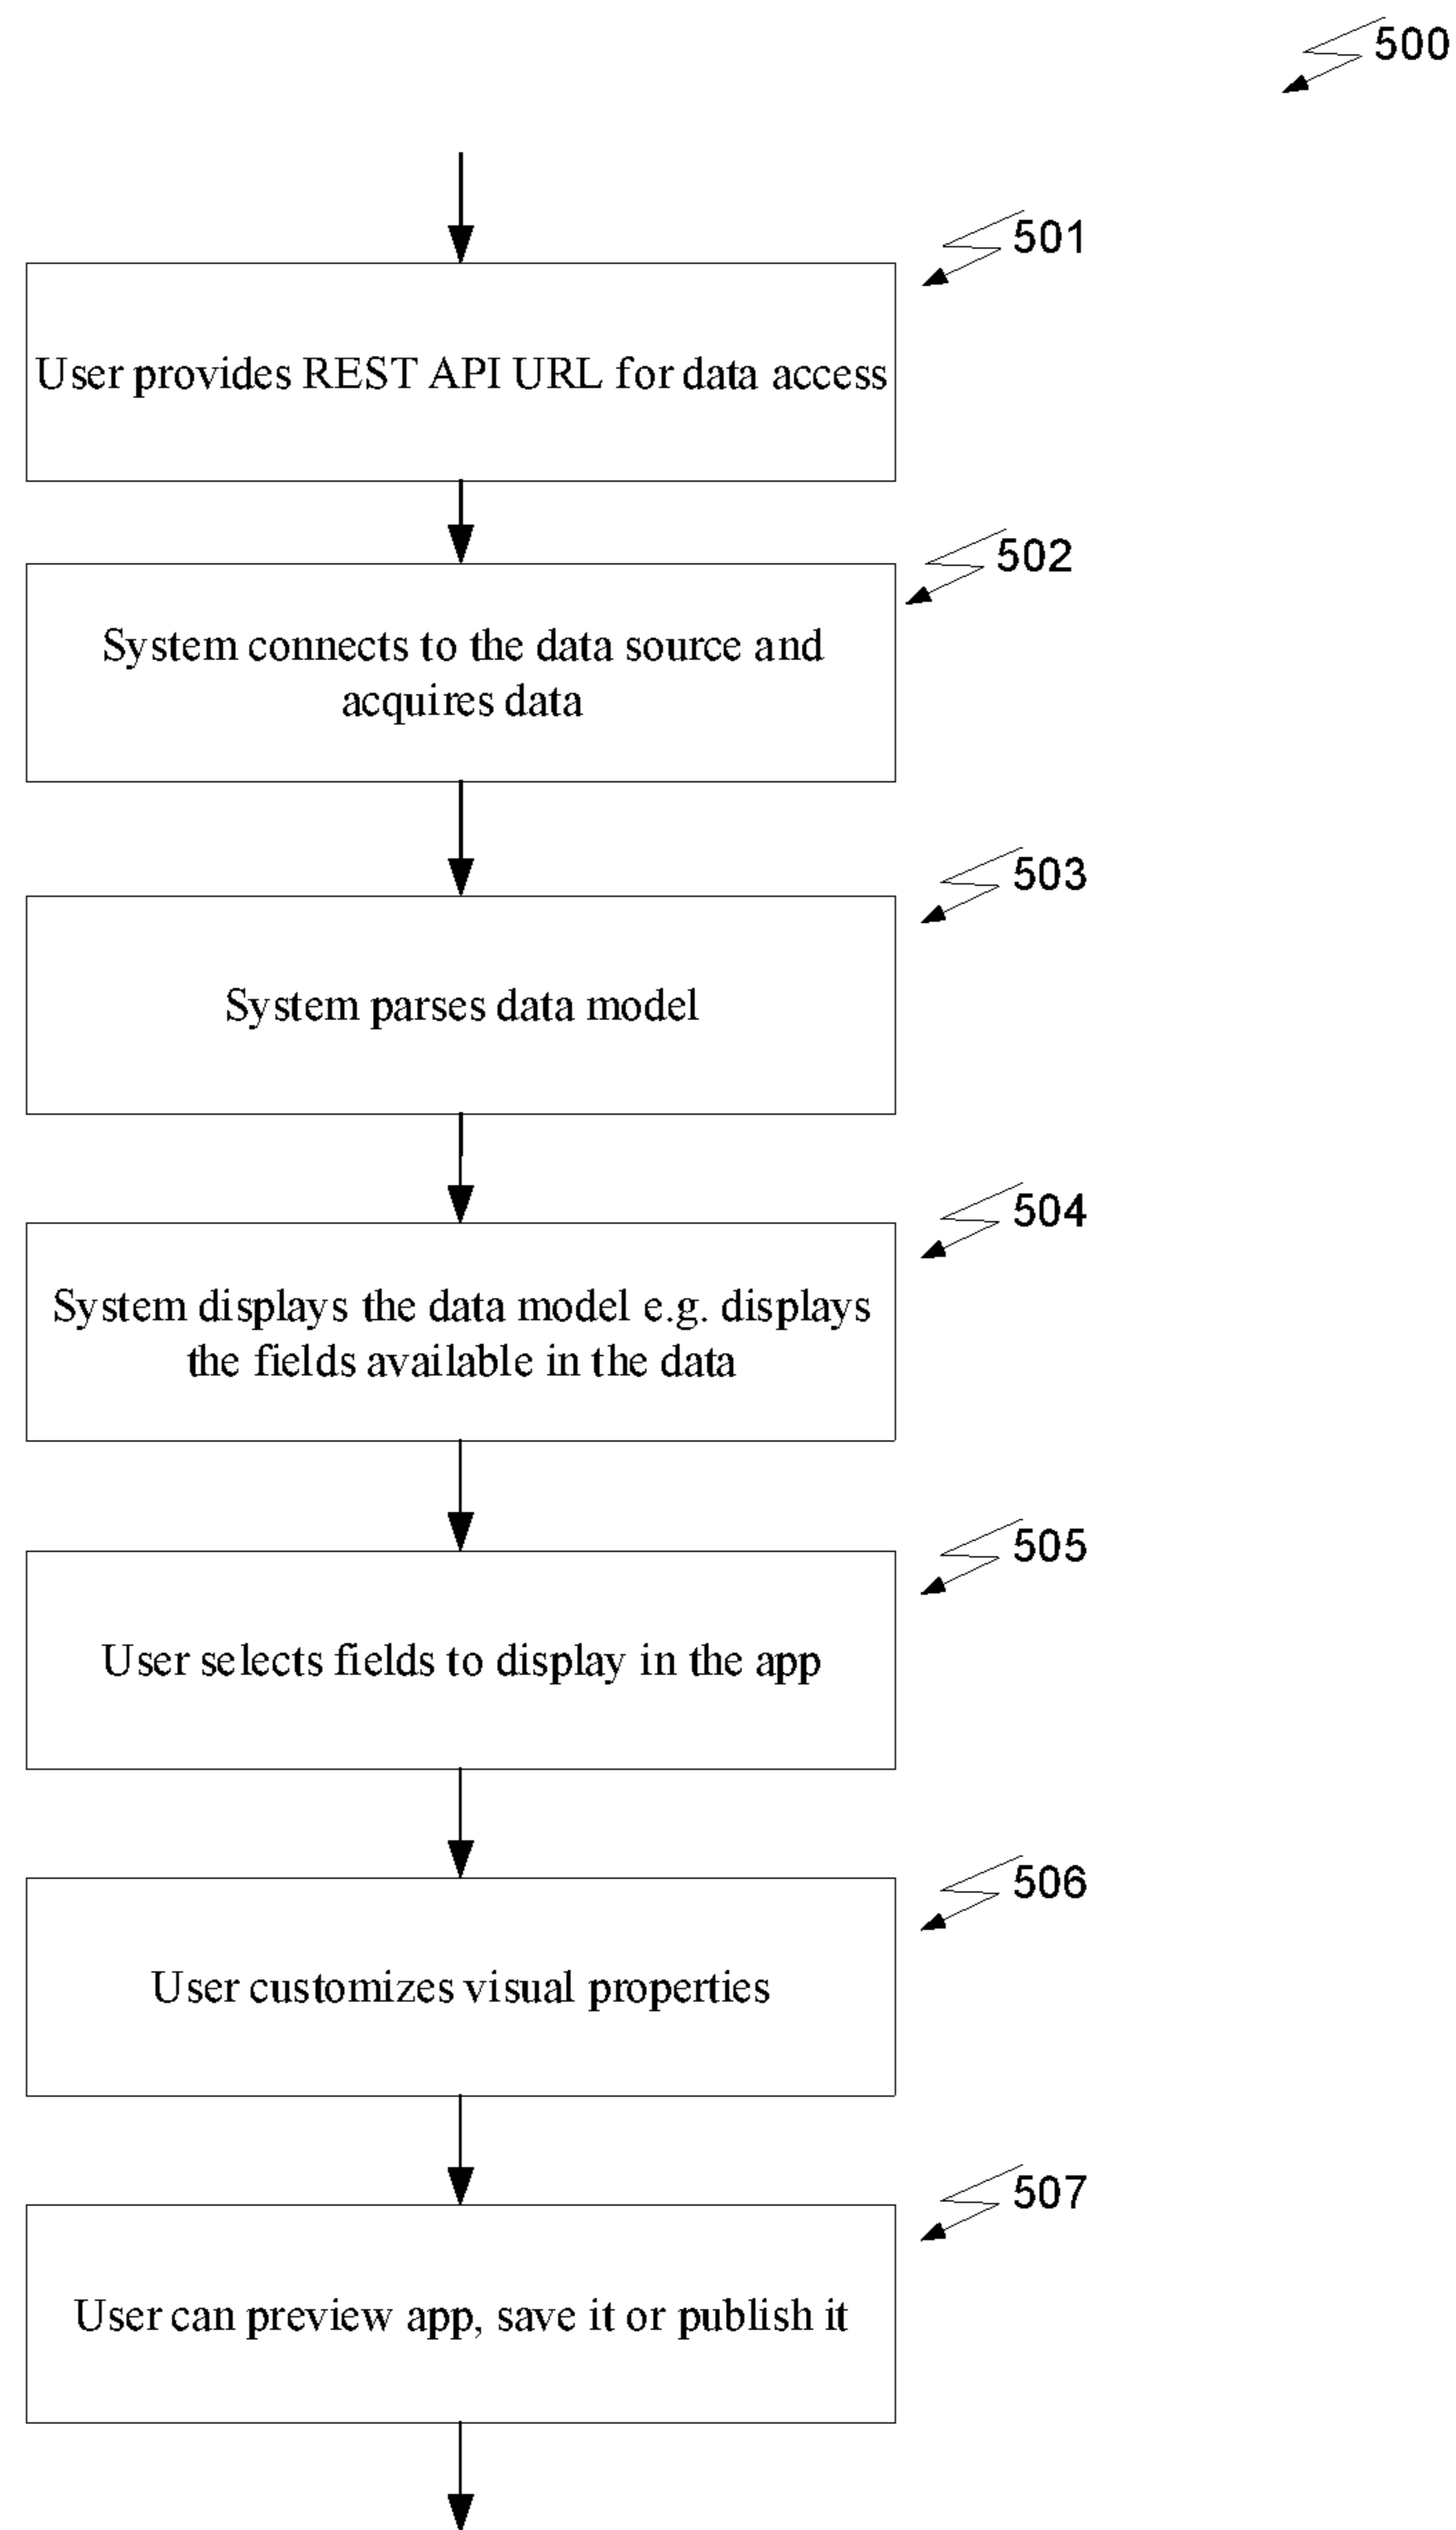 500
501
User provides REST API URL for data access
502
System connects to the data source and
acquires data
503
System parses data model
504
System displays the data model e.g. displays
the fields available in the data
505
User selects fields to display in the app
506
User customizes visual properties
507
User can preview app, save it or publish it